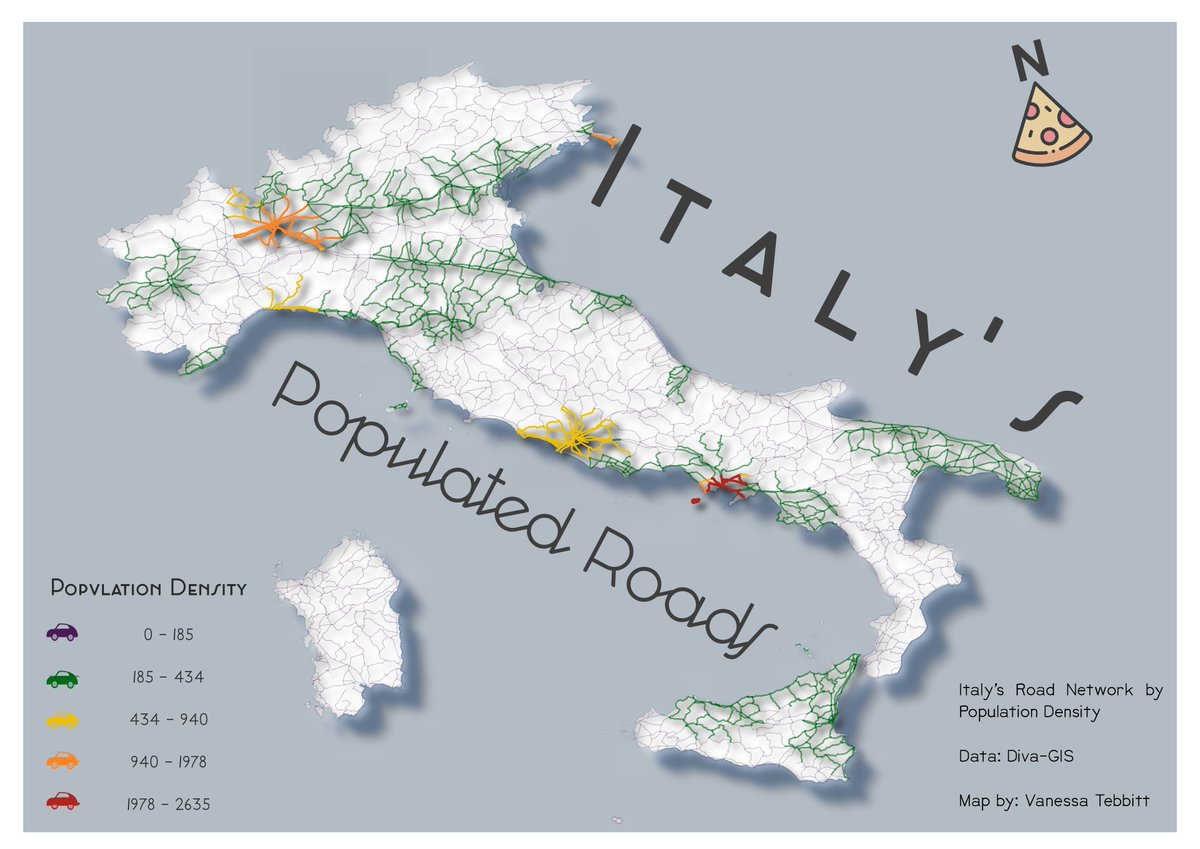 N
ITALY'S
Populated Roads
POPVLATION DENSITY
0 - 185
185 - 434
434 - 940
940 - 1978
1978 - 2635
Italy's Road Network by
Population Density
Data: Diva-GIS
Map by: Vanessa Tebbitt